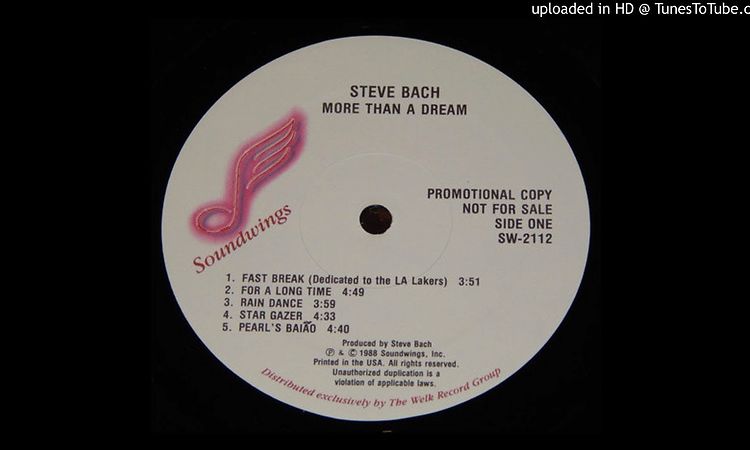 uploaded in HD @ TunesToTube.co
STEVE BACH
MORE THAN A DREAM
Soundwings
PROMOTIONAL COPY
NOT FOR SALE
SIDE ONE
SW-2112
1. FAST BREAK (Dedicated to the LA Lakers) 3:51
2. FOR A LONG TIME 4:49
3. RAIN DANCE 3:59
4. STAR GAZER 4:33
5. PEARL'S BAIÃO 4:40
Produced by Steve Bach
℗ & © 1988 Soundwings, Inc.
Printed in the USA. All rights reserved.
Unauthorized duplication is a
violation of applicable laws.
Distributed exclusively by The Welk Record Group